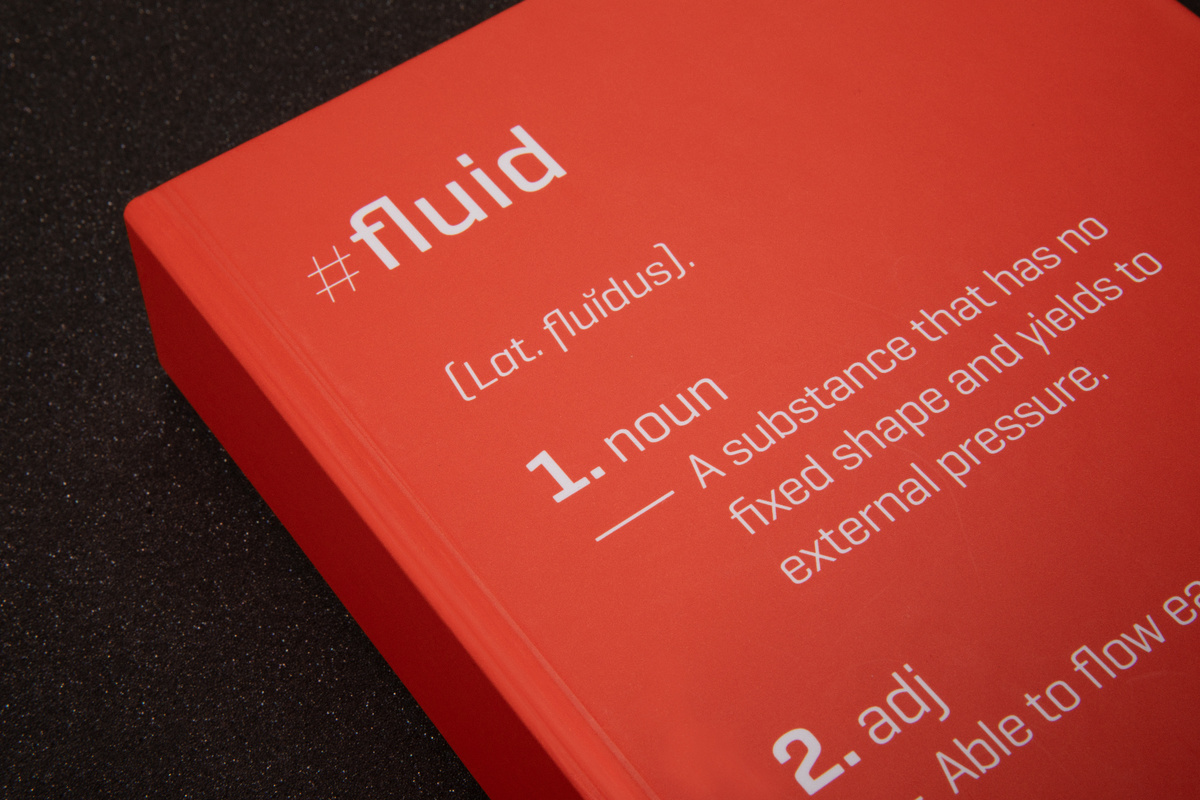 #fluid
[Lat. fluĭdus].
1. noun
— A substance that has no
fixed shape and yields to
external pressure.
2. adj
Able to flow